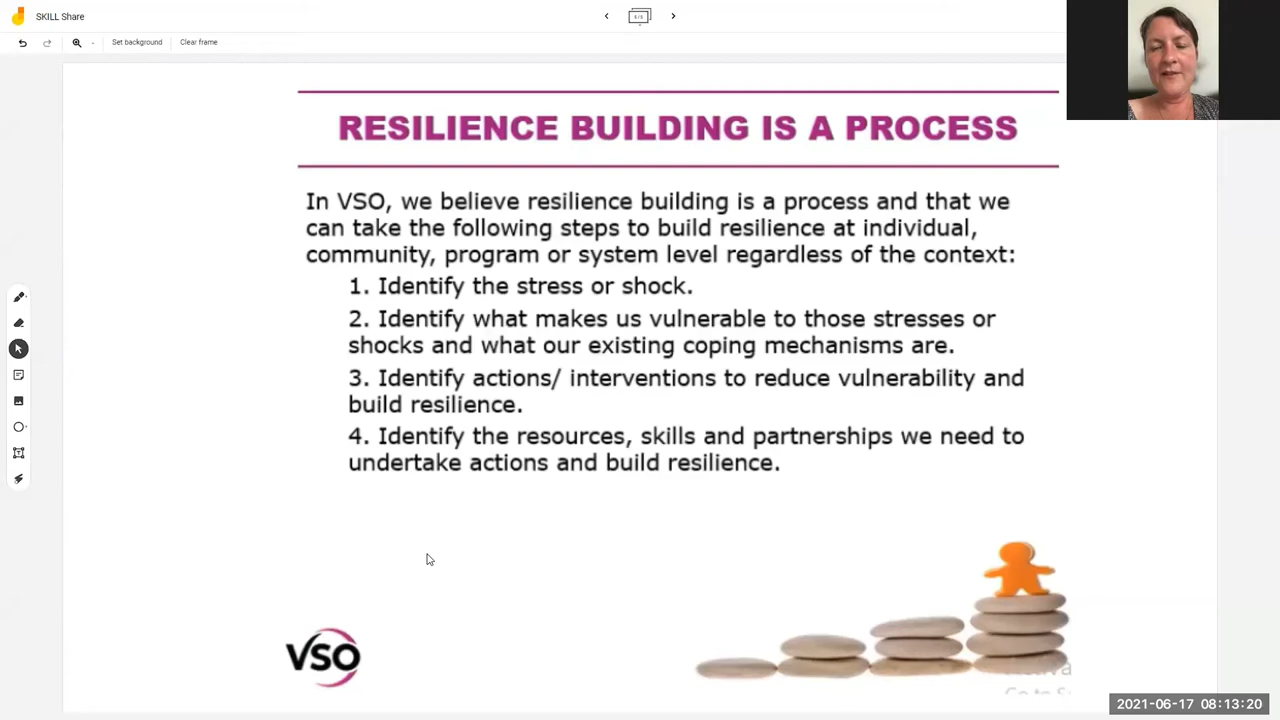 SKILL Share
6/6
Set background
Clear frame
RESILIENCE BUILDING IS A PROCESS
In VSO, we believe resilience building is a process and that we
can take the following steps to build resilience at individual,
community, program or system level regardless of the context:
1. Identify the stress or shock.
2. Identify what makes us vulnerable to those stresses or
shocks and what our existing coping mechanisms are.
3. Identify actions/ interventions to reduce vulnerability and
build resilience.
4. Identify the resources, skills and partnerships we need to
undertake actions and build resilience.
VSO
2021-06-17 08:13:20